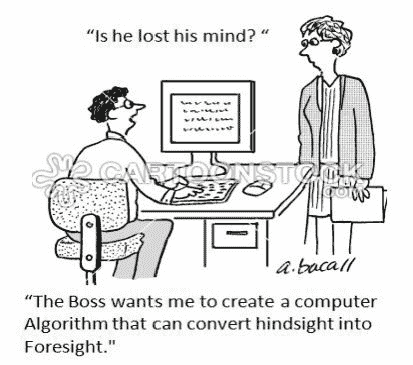 “Is he lost his mind? “
CARTOONSTOCK
.com
a.bacall
“The Boss wants me to create a computer
Algorithm that can convert hindsight into
Foresight."